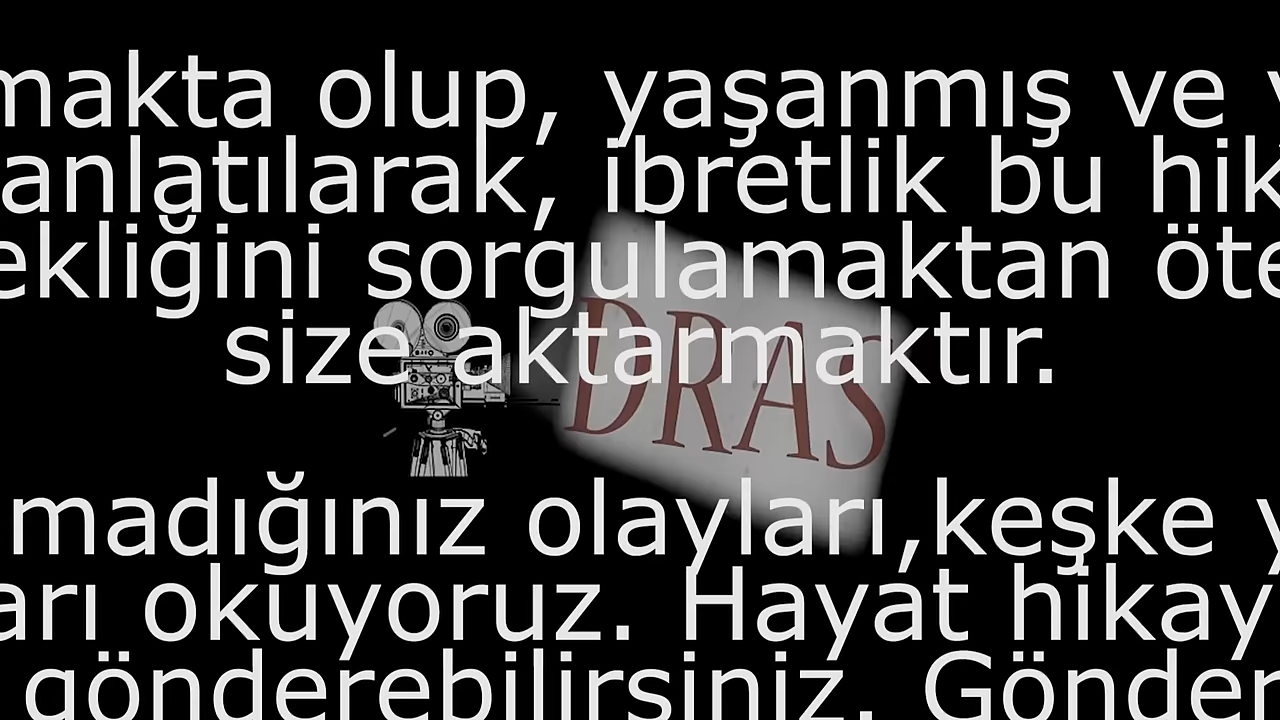 makta olup, yaşanmış ve
anlatılarak, ibretlik bu hik
ekliğini sorgulamaktan öte
size aktarmaktır.
DRAS
madığınız olayları,keşke
arı okuyoruz. Hayat hikay
gönderebilirsiniz. Gönder